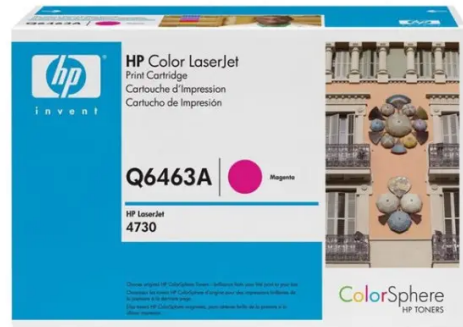 Q6463A
hp
invent
HP Color LaserJet
Print Cartridge
Cartouche d'Impression
Cartucho de Impresión
Q6463A
Magenta
HP LaserJet
4730
ColorSphere
HP TONERS